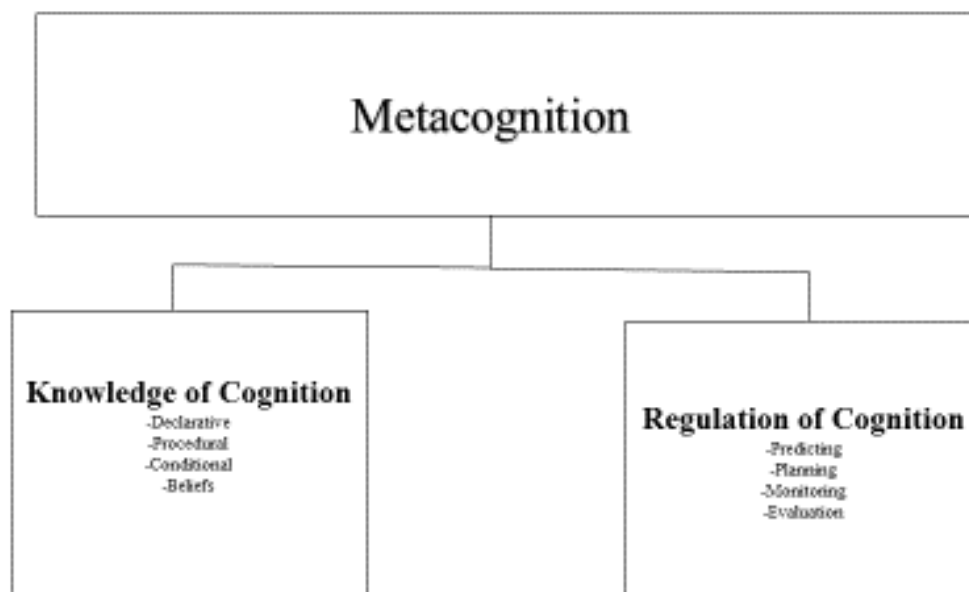 Metacognition
Knowledge of Cognition
-Declarative
-Procedural
-Conditional
-Beliefs
Regulation of Cognition
-Predicting
-Planning
-Monitoring
-Evaluation